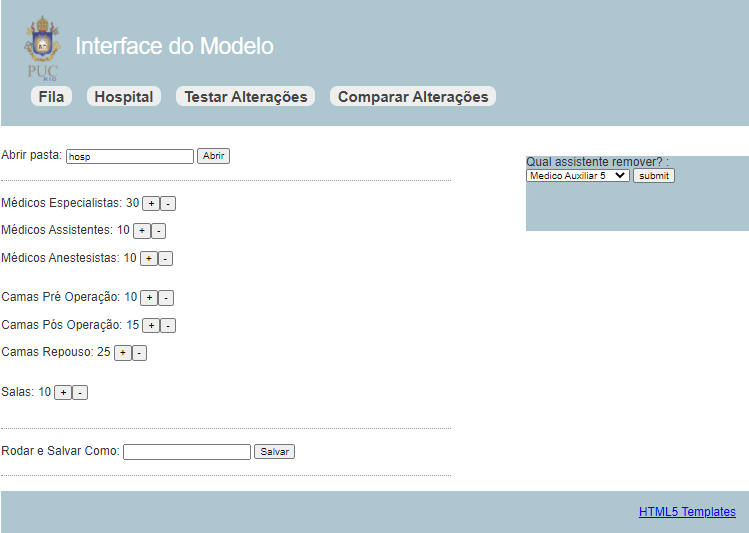 PUC
RIO
Interface do Modelo
Fila Hospital Testar Alterações Comparar Alterações
Abrir pasta: hosp Abrir
Qual assistente remover? :
Medico Auxiliar 5 submit
Médicos Especialistas: 30 + -
Médicos Assistentes: 10 + -
Médicos Anestesistas: 10 + -
Camas Pré Operação: 10 + -
Camas Pós Operação: 15 + -
Camas Repouso: 25 + -
Salas: 10 + -
Rodar e Salvar Como: Salvar
HTML5 Templates